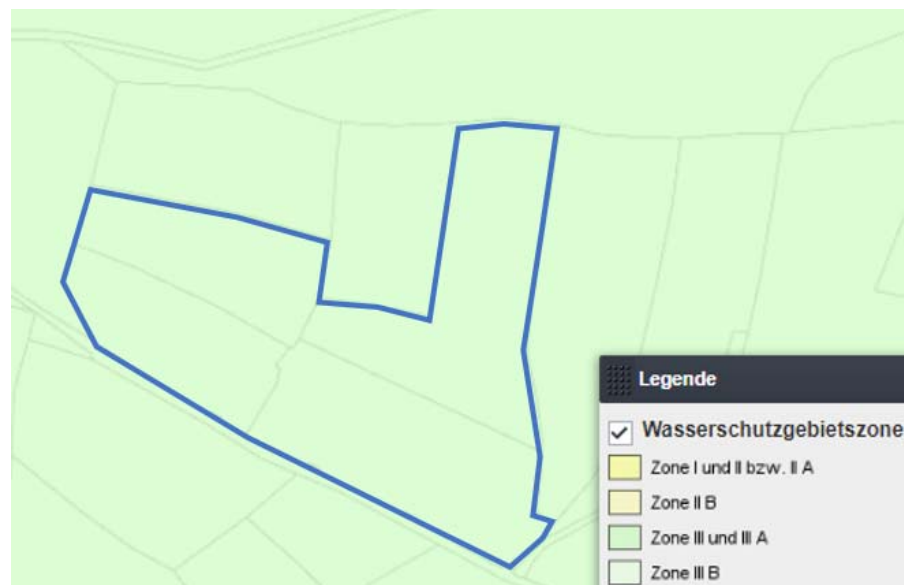 Legende
Wasserschutzgebietszone
Zone I und II bzw. II A
Zone II B
Zone III und III A
Zone III B